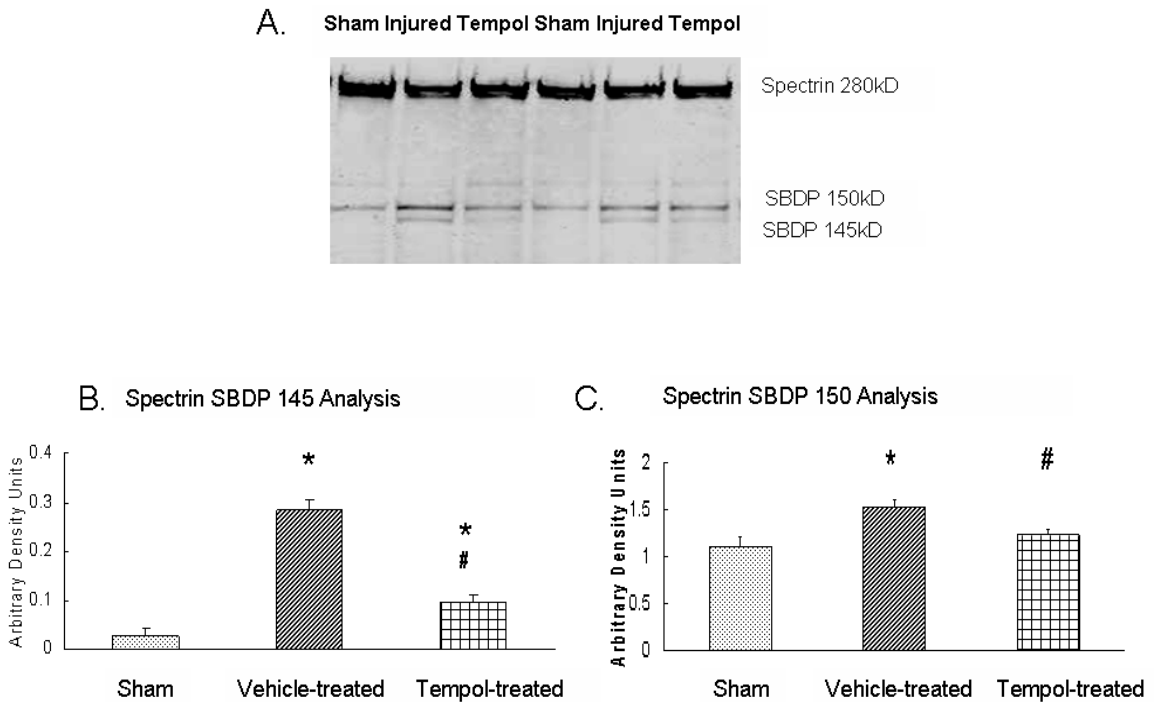 A. Sham Injured Tempol Sham Injured Tempol
Spectrin 280kD
SBDP 150kD
SBDP 145kD
B. Spectrin SBDP 145 Analysis
Arbitrary Density Units
0.4
0.3
0.2
0.1
0
*
*
#
Sham Vehicle-treated Tempol-treated
C. Spectrin SBDP 150 Analysis
Arbitrary Density Units
2
1.5
1
0.5
0
*
#
Sham Vehicle-treated Tempol-treated